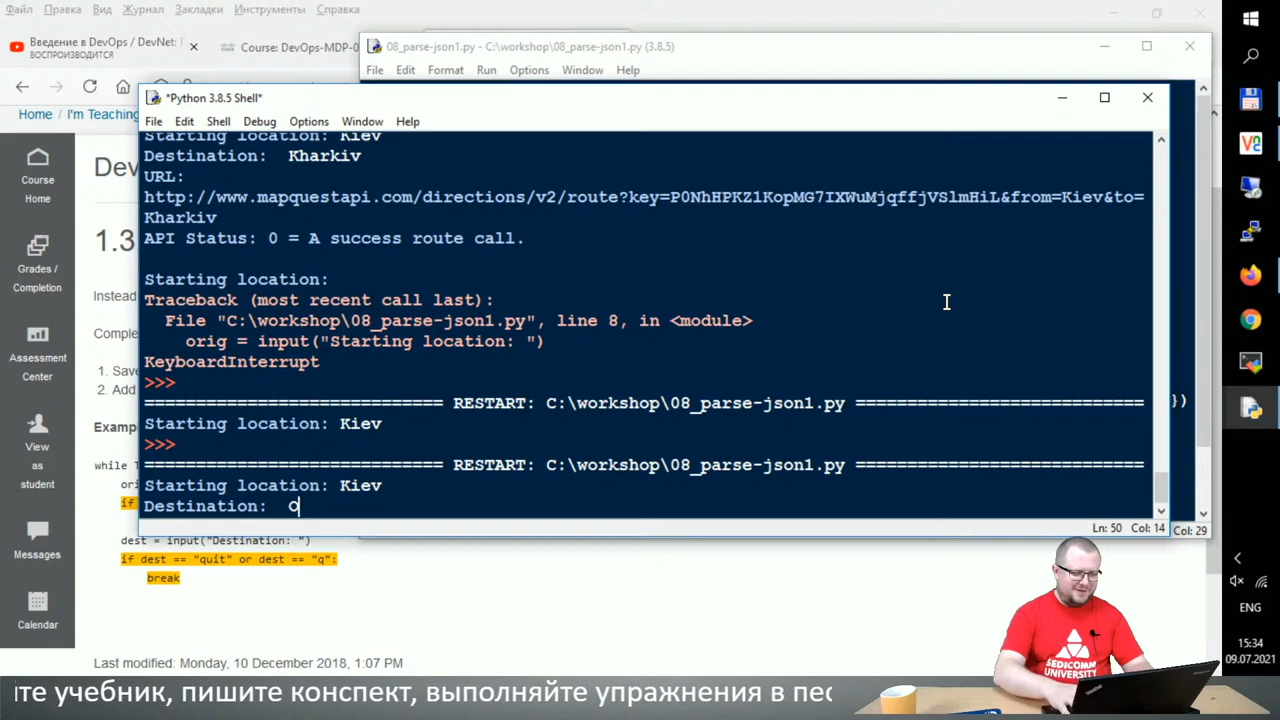 Файл Правка Вид Журнал Закладки Инструменты Справка
Введение в DevOps / DevNet:
ВОСПРОИЗВОДИТСЯ
Course: DevOps-MDP-0
08_parse-json1.py - C:\workshop\08_parse-json1.py (3.8.5)
File Edit Format Run Options Window Help
Home / I'm Teaching
*Python 3.8.5 Shell*
File Edit Shell Debug Options Window Help
Starting location: Kiev
Destination: Kharkiv
URL:
http://www.mapquestapi.com/directions/v2/route?key=P0NhHPKZ1KopMG7IXWuMjqffjVSlmHiL&from=Kiev&to=
Kharkiv
API Status: 0 = A success route call.
Starting location:
Traceback (most recent call last):
File "C:\workshop\08_parse-json1.py", line 8, in <module>
orig = input("Starting location: ")
KeyboardInterrupt
>>>
============================= RESTART: C:\workshop\08_parse-json1.py ============================
Starting location: Kiev
>>>
============================= RESTART: C:\workshop\08_parse-json1.py ============================
Starting location: Kiev
Destination: O
Ln: 50 Col: 14
Col: 29
})
Course
Home
Grades /
Completion
Assessment
Center
View
as
student
Messages
Calendar
Dev
1.3
Instead
Comple
1. Save
2. Add
Examp
while T
ori
if
dest = input("Destination: ")
if dest == "quit" or dest == "q":
break
Last modified: Monday, 10 December 2018, 1:07 PM
SEDICOMM
UNIVERSITY
ThinkPad
ENG
15:34
09.07.2021
те учебник, пишите конспект, выполняйте упражнения в пес